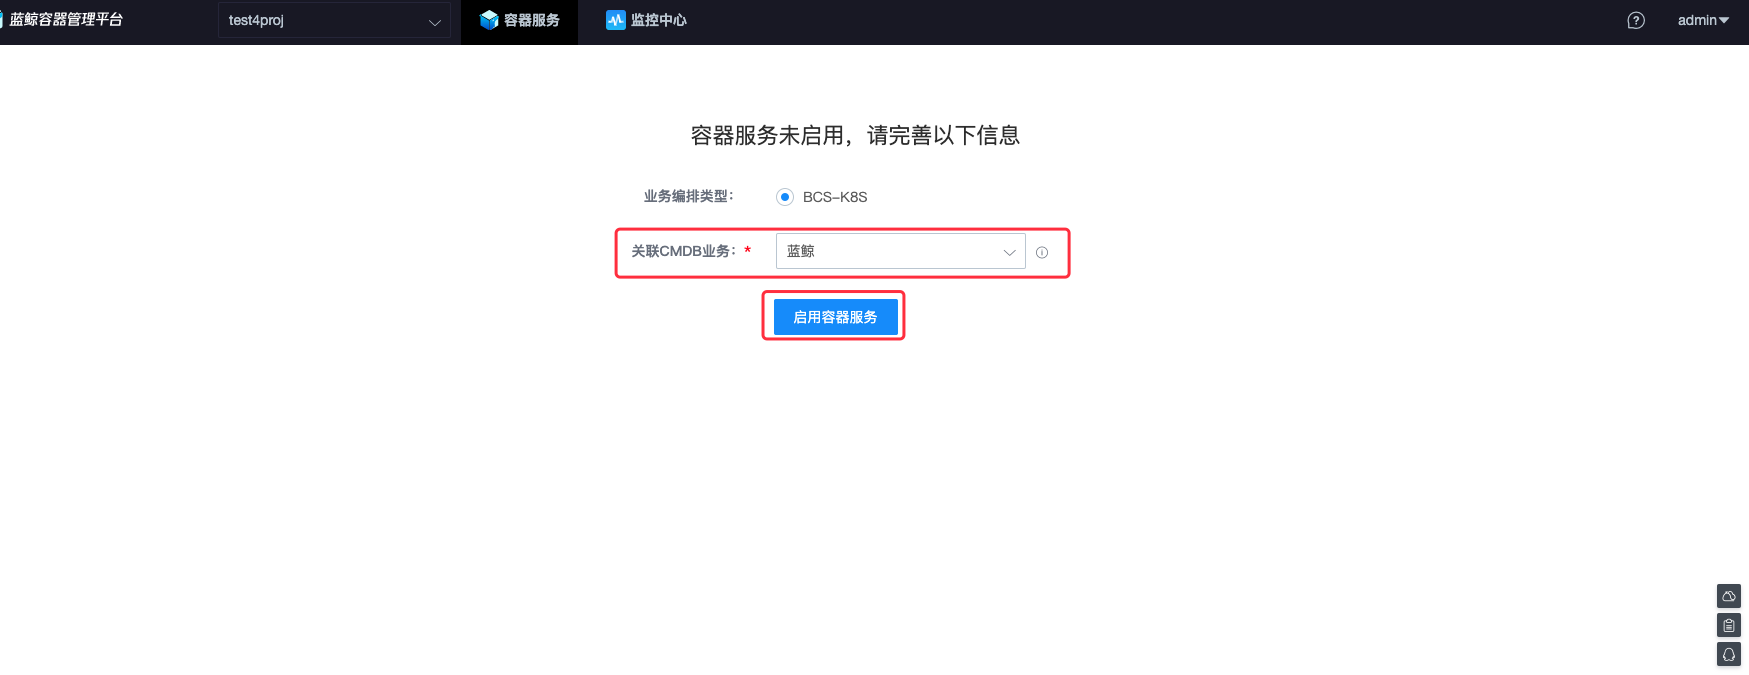 蓝鲸容器管理平台
test4proj
容器服务
监控中心
admin
容器服务未启用，请完善以下信息
业务编排类型：
BCS-K8S
关联CMDB业务：*
蓝鲸
启用容器服务